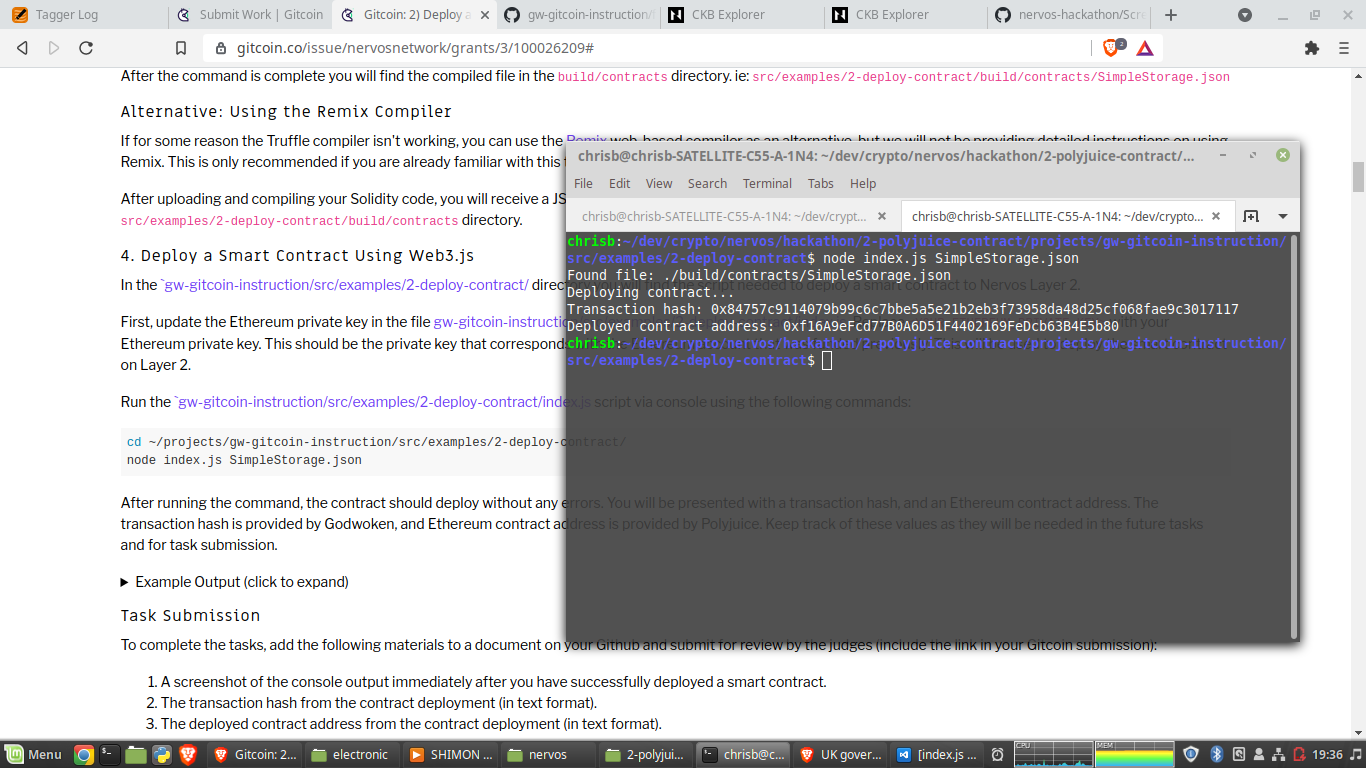 Tagger Log
Submit Work | Gitcoin
Gitcoin: 2) Deploy a
gw-gitcoin-instruction/
CKB Explorer
CKB Explorer
nervos-hackathon/Scre
gitcoin.co/issue/nervosnetwork/grants/3/100026209#
2
After the command is complete you will find the compiled file in the build/contracts directory. ie: src/examples/2-deploy-contract/build/contracts/SimpleStorage.json
Alternative: Using the Remix Compiler
If for some reason the Truffle compiler isn't working, you can use the Remix web-based compiler as an alternative, but we will not be providing detailed instructions on using
Remix. This is only recommended if you are already familiar with this
After uploading and compiling your Solidity code, you will receive a JS
src/examples/2-deploy-contract/build/contracts directory.
4. Deploy a Smart Contract Using Web3.js
In the `gw-gitcoin-instruction/src/examples/2-deploy-contract/ directory you will find the script needed to deploy a smart contract to Nervos Layer 2.
First, update the Ethereum private key in the file gw-gitcoin-instructio
with your
Ethereum private key. This should be the private key that corresponds
on Layer 2.
Run the `gw-gitcoin-instruction/src/examples/2-deploy-contract/index.js script via console using the following commands:
cd ~/projects/gw-gitcoin-instruction/src/examples/2-deploy-contract/
node index.js SimpleStorage.json
After running the command, the contract should deploy without any errors. You will be presented with a transaction hash, and an Ethereum contract address. The
transaction hash is provided by Godwoken, and Ethereum contract address is provided by Polyjuice. Keep track of these values as they will be needed in the future tasks
and for task submission.
Example Output (click to expand)
Task Submission
To complete the tasks, add the following materials to a document on your Github and submit for review by the judges (include the link in your Gitcoin submission):
1. A screenshot of the console output immediately after you have successfully deployed a smart contract.
2. The transaction hash from the contract deployment (in text format).
3. The deployed contract address from the contract deployment (in text format).
chrisb@chrisb-SATELLITE-C55-A-1N4: ~/dev/crypto/nervos/hackathon/2-polyjuice-contract/...
File Edit View Search Terminal Tabs Help
chrisb@chrisb-SATELLITE-C55-A-1N4: ~/dev/crypt...
chrisb@chrisb-SATELLITE-C55-A-1N4: ~/dev/crypto...
chrisb:~/dev/crypto/nervos/hackathon/2-polyjuice-contract/projects/gw-gitcoin-instruction/
src/examples/2-deploy-contract$ node index.js SimpleStorage.json
Found file: ./build/contracts/SimpleStorage.json
Deploying contract...
Transaction hash: 0x84757c9114079b99c6c7bbe5a5e21b2eb3f73958da48d25cf068fae9c3017117
Deployed contract address: 0xf16A9eFcd77B0A6D51F4402169FeDcb63B4E5b80
chrisb:~/dev/crypto/nervos/hackathon/2-polyjuice-contract/projects/gw-gitcoin-instruction/
src/examples/2-deploy-contract$
Menu
Gitcoin: 2...
electronic
SHIMON ...
nervos
2-polyjui...
chrisb@c...
UK gover...
[index.js ...
CPU
MEM
19:36